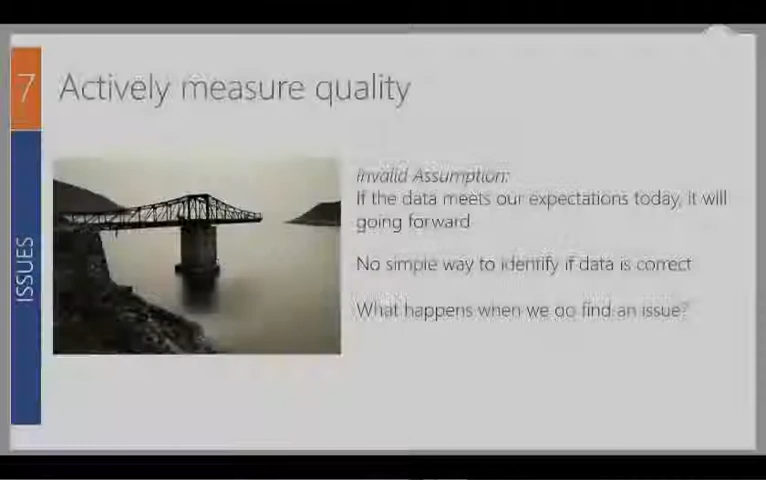 7
Actively measure quality
ISSUES
Invalid Assumption:
If the data meets our expectations today, it will
going forward
No simple way to identify if data is correct
What happens when we go find an issue?